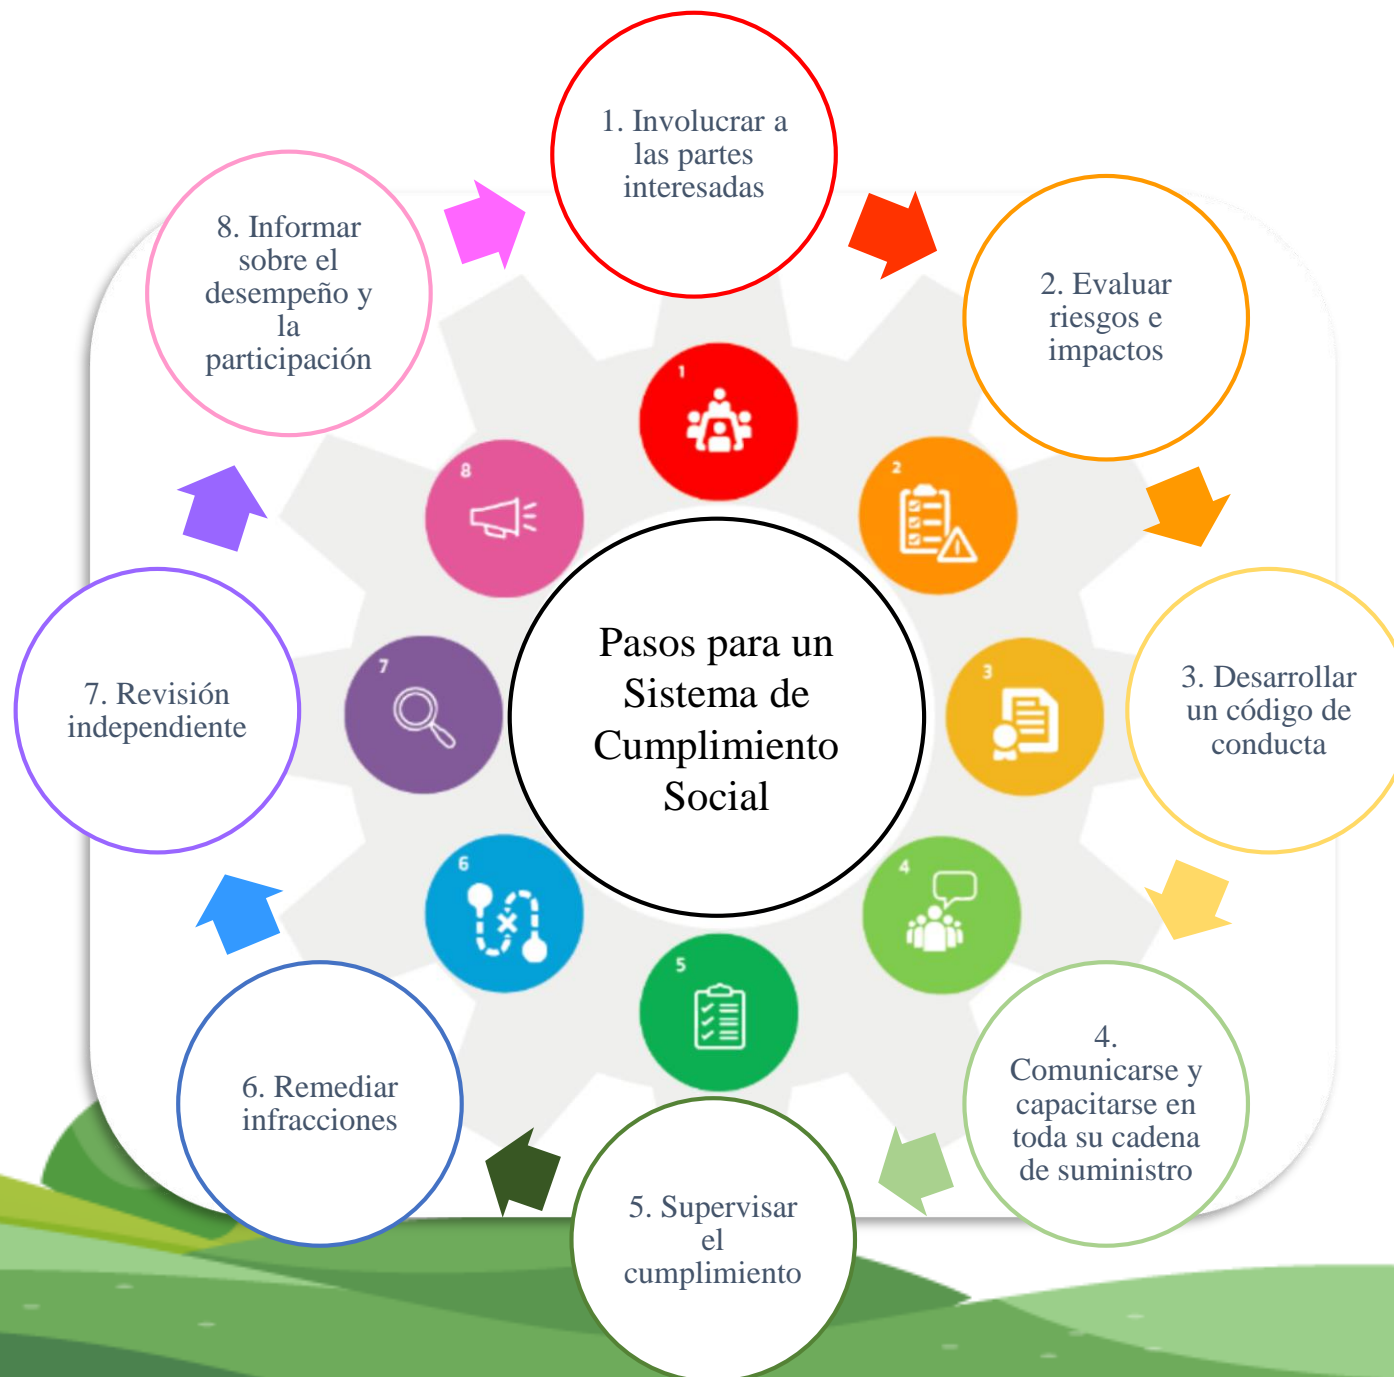 1. Involucrar a
las partes
interesadas
2. Evaluar
riesgos e
impactos
3. Desarrollar
un código de
conducta
4.
Comunicarse y
capacitarse en
toda su cadena
de suministro
5. Supervisar
el
cumplimiento
6. Remediar
infracciones
7. Revisión
independiente
8. Informar
sobre el
desempeño y
la
participación
1
2
3
4
5
6
7
8
Pasos para un
Sistema de
Cumplimiento
Social